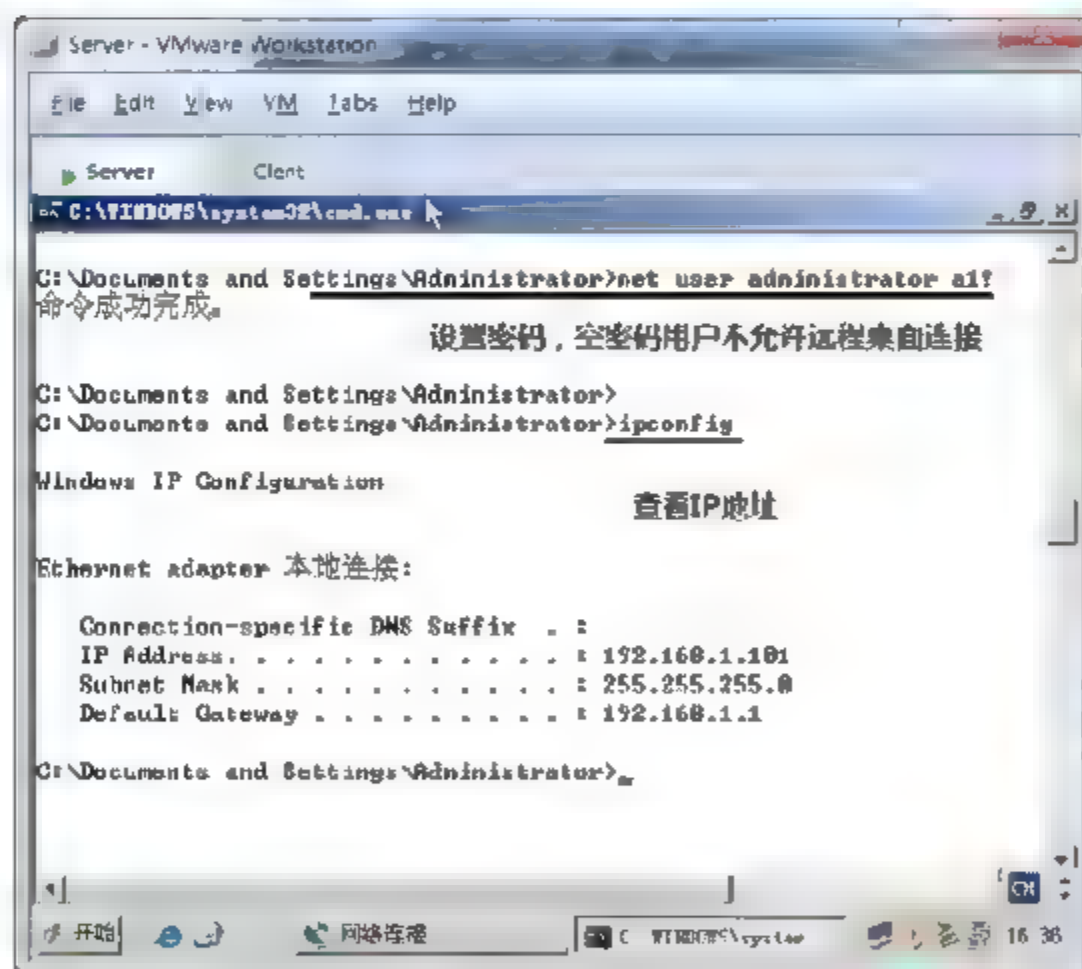 Server - VMware Workstation
File Edit View VM Tabs Help
Server Client
C:\WINDOWS\system32\cmd.exe
C:\Documents and Settings\Administrator>net user administrator a1!
命令成功完成。
设置密码，空密码用户不允许远程桌面连接
C:\Documents and Settings\Administrator>
C:\Documents and Settings\Administrator>ipconfig
Windows IP Configuration
查看IP地址
Ethernet adapter 本地连接:
Connection-specific DNS Suffix . :
IP Address. . . . . . . . . . . . : 192.168.1.101
Subnet Mask . . . . . . . . . . . : 255.255.255.0
Default Gateway . . . . . . . . . : 192.168.1.1
C:\Documents and Settings\Administrator>_
CH
开始 网络连接 C:\WINDOWS\system 16:36